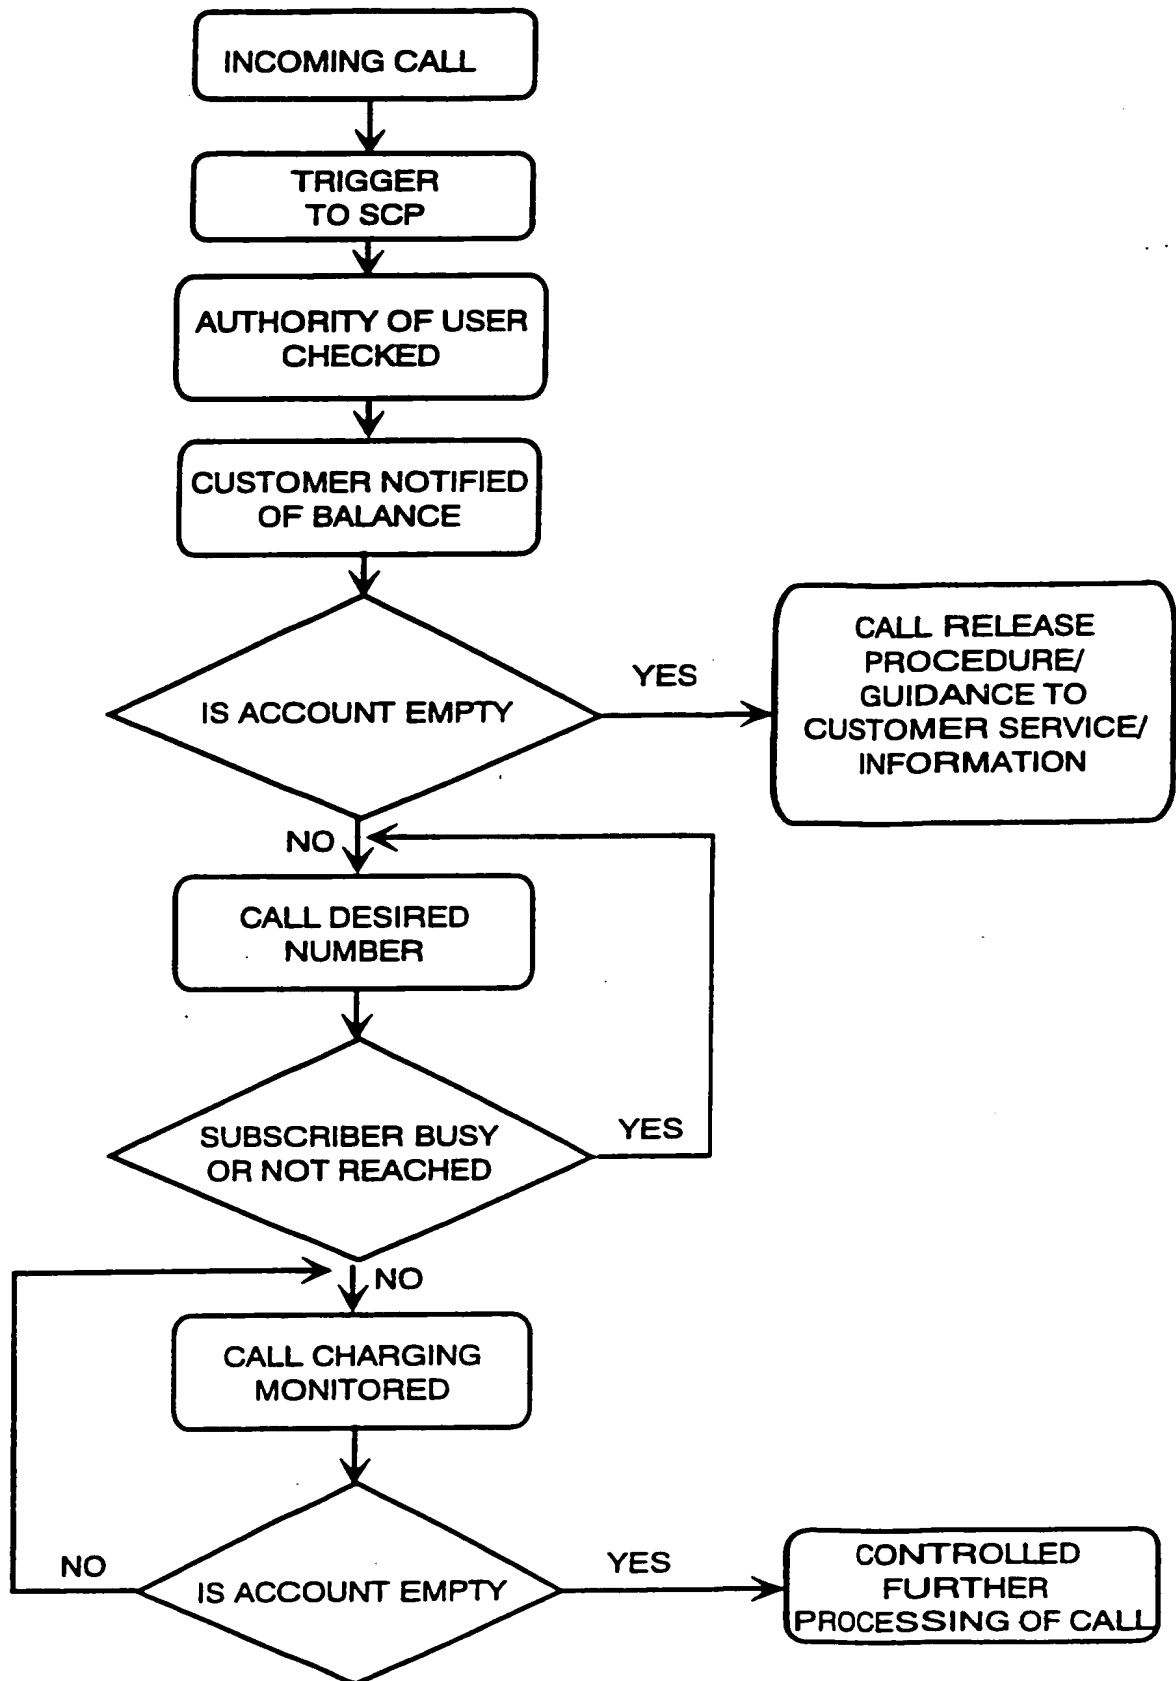 INCOMING CALL
TRIGGER
TO SCP
AUTHORITY OF USER
CHECKED
CUSTOMER NOTIFIED
OF BALANCE
IS ACCOUNT EMPTY
YES
CALL RELEASE
PROCEDURE/
GUIDANCE TO
CUSTOMER SERVICE/
INFORMATION
NO
CALL DESIRED
NUMBER
SUBSCRIBER BUSY
OR NOT REACHED
YES
NO
CALL CHARGING
MONITORED
IS ACCOUNT EMPTY
NO
YES
CONTROLLED
FURTHER
PROCESSING OF CALL